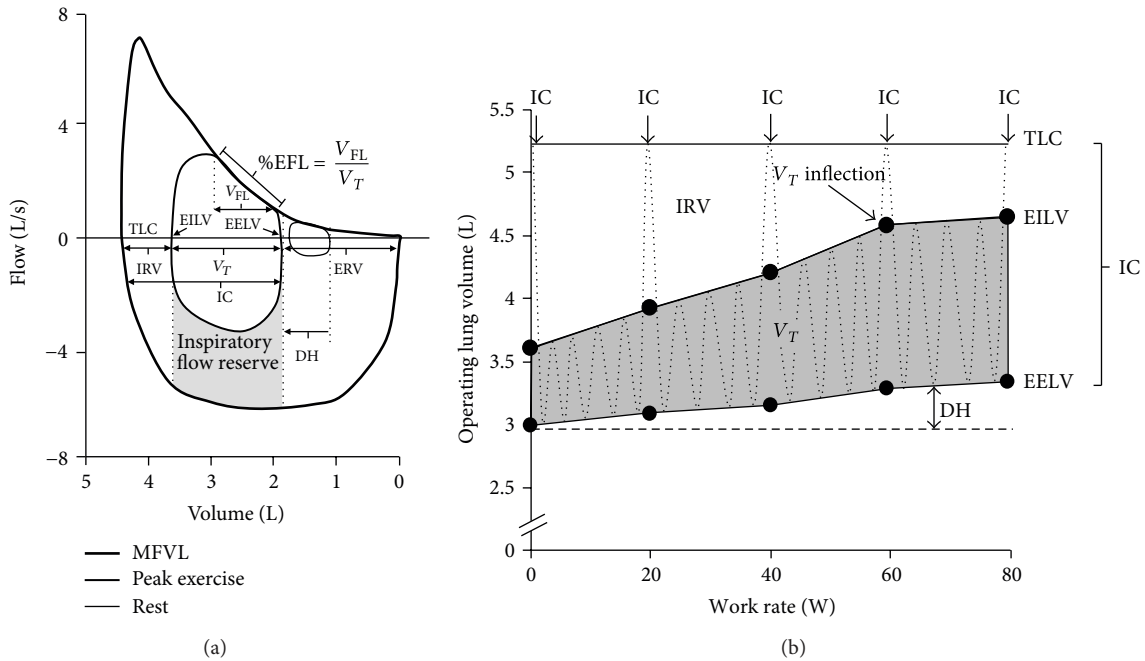 8
4
0
−4
−8
Flow (L/s)
%EFL = V_FL / V_T
V_FL
EILV
EELV
TLC
IRV
V_T
ERV
IC
Inspiratory
flow reserve
DH
5
4
3
2
1
0
Volume (L)
MFVL
Peak exercise
Rest
(a)
IC
IC
IC
IC
IC
5.5
5
4.5
4
3.5
3
2.5
0
Operating lung volume (L)
TLC
V_T inflection
IRV
EILV
IC
V_T
EELV
DH
0
20
40
60
80
Work rate (W)
(b)